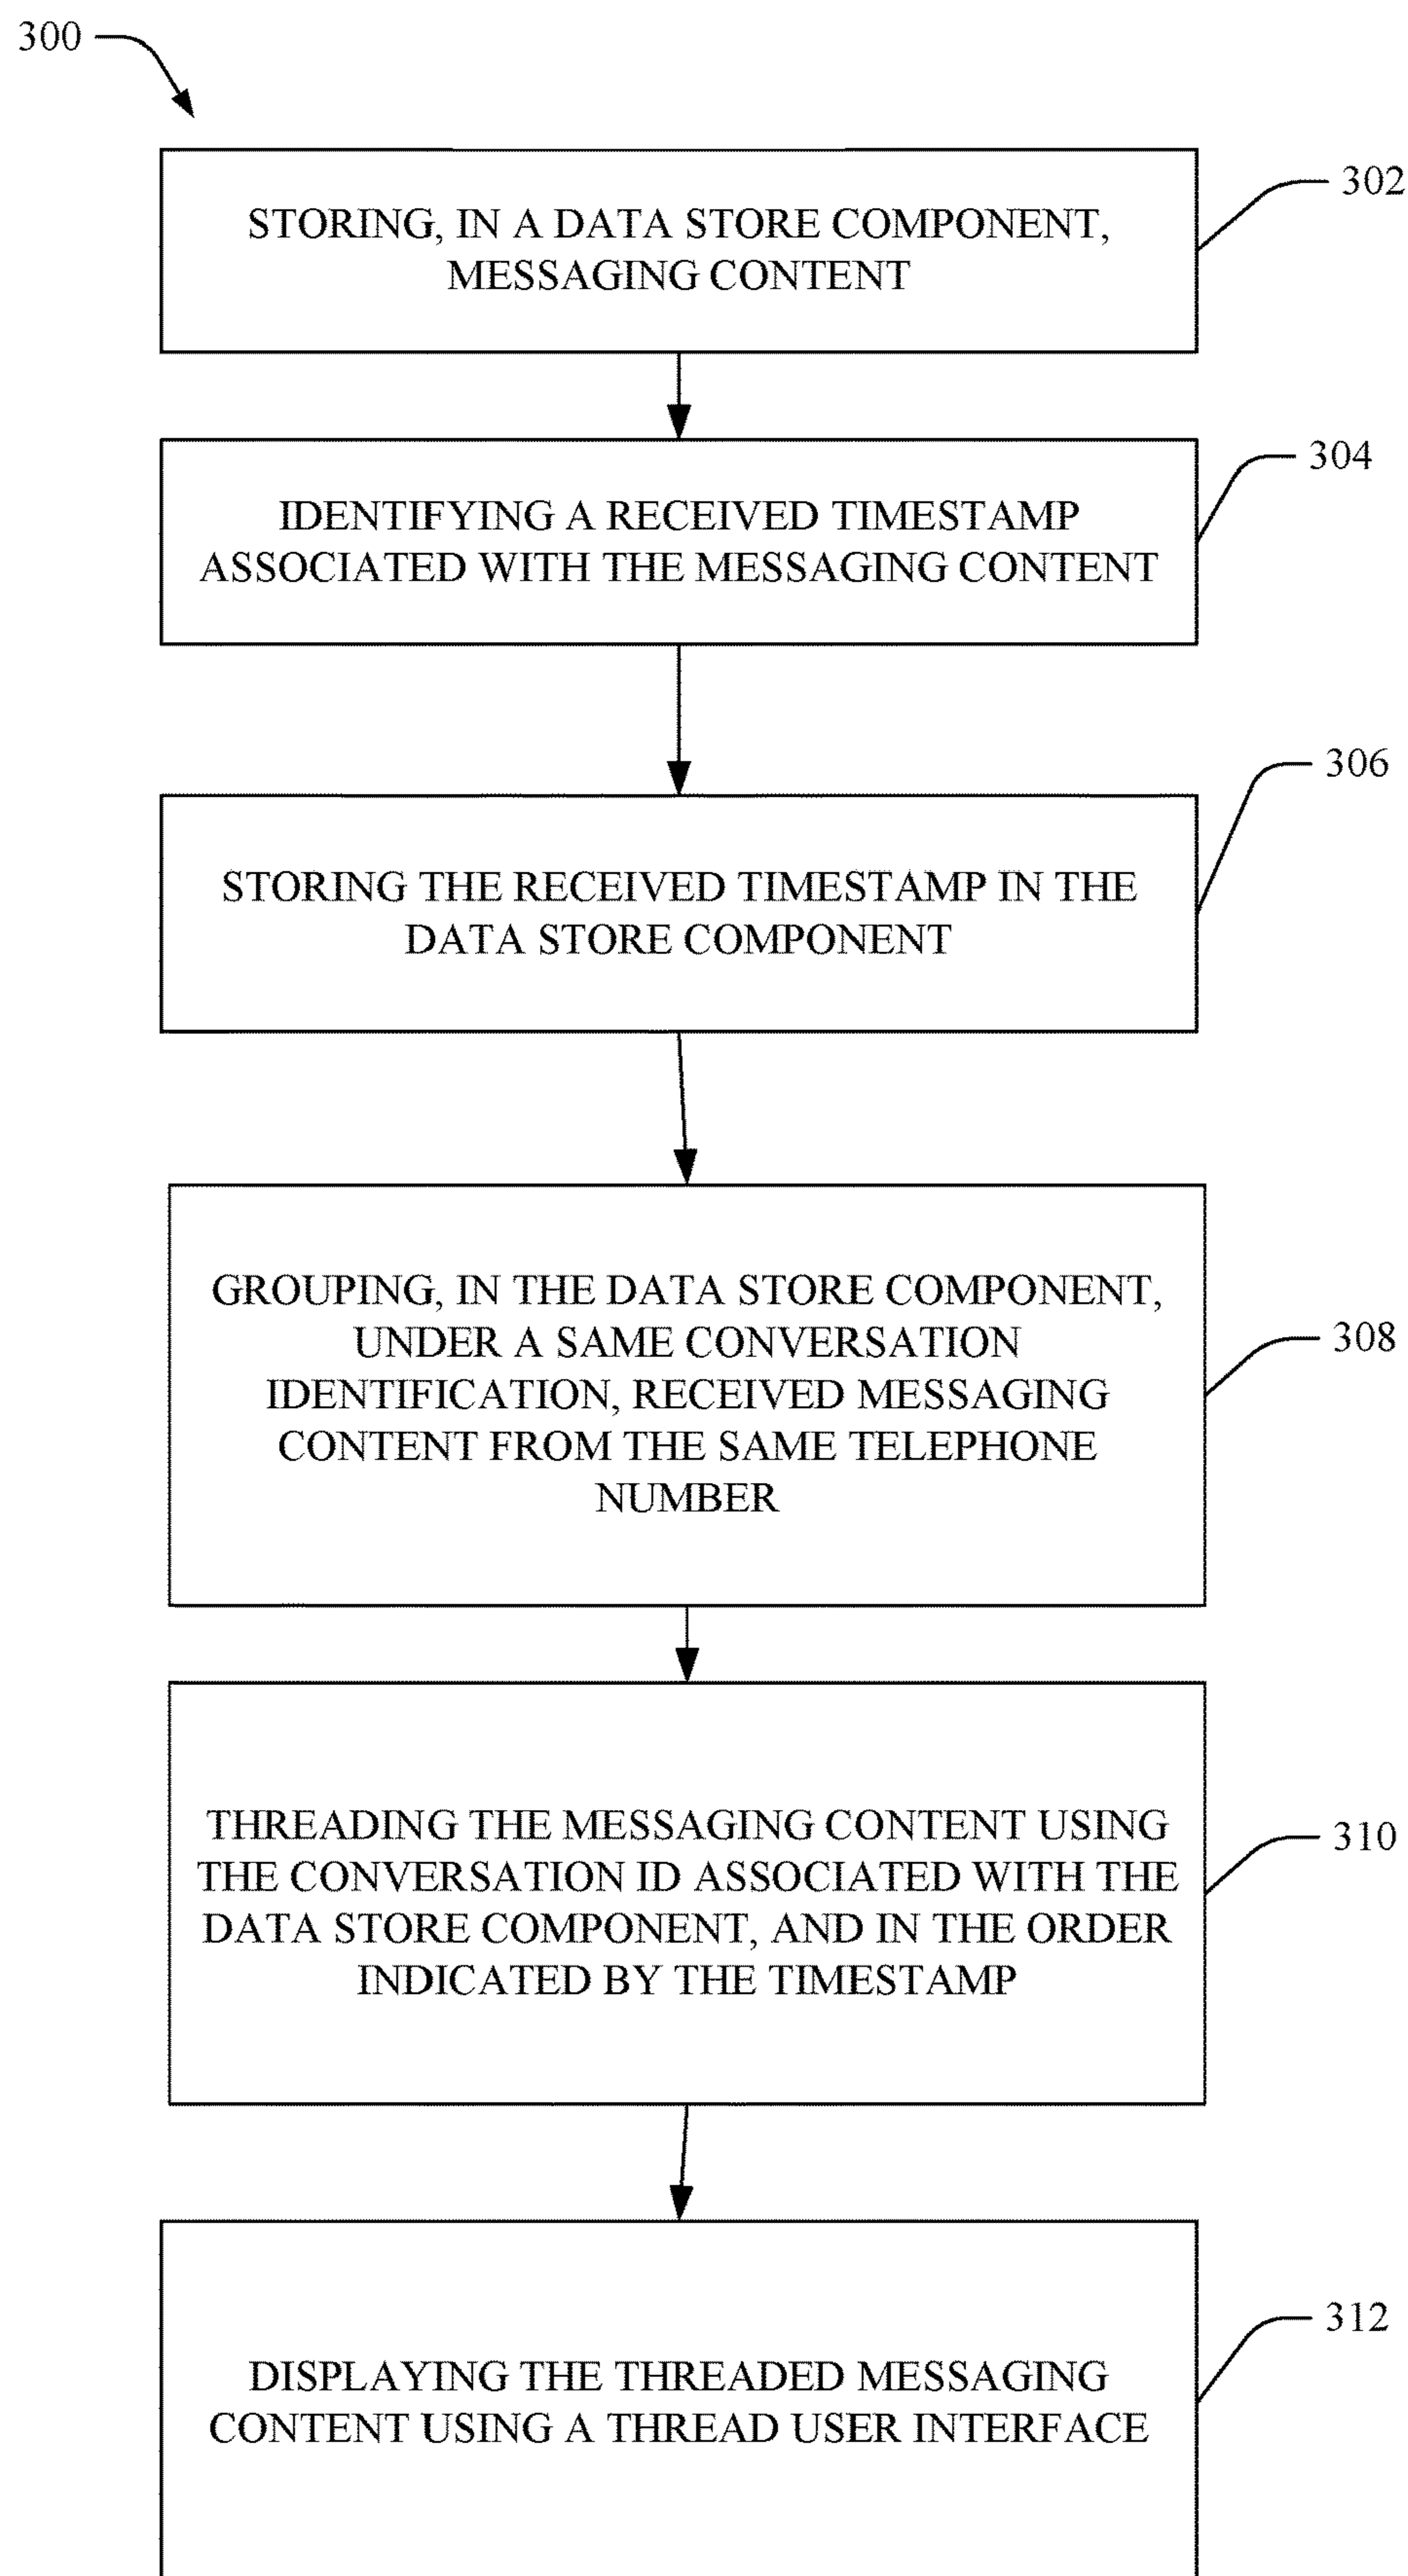 300
302
STORING, IN A DATA STORE COMPONENT,
MESSAGING CONTENT
304
IDENTIFYING A RECEIVED TIMESTAMP
ASSOCIATED WITH THE MESSAGING CONTENT
306
STORING THE RECEIVED TIMESTAMP IN THE
DATA STORE COMPONENT
GROUPING, IN THE DATA STORE COMPONENT,
UNDER A SAME CONVERSATION
308
IDENTIFICATION, RECEIVED MESSAGING
CONTENT FROM THE SAME TELEPHONE
NUMBER
THREADING THE MESSAGING CONTENT USING
310
THE CONVERSATION ID ASSOCIATED WITH THE
DATA STORE COMPONENT, AND IN THE ORDER
INDICATED BY THE TIMESTAMP
312
DISPLAYING THE THREADED MESSAGING
CONTENT USING A THREAD USER INTERFACE